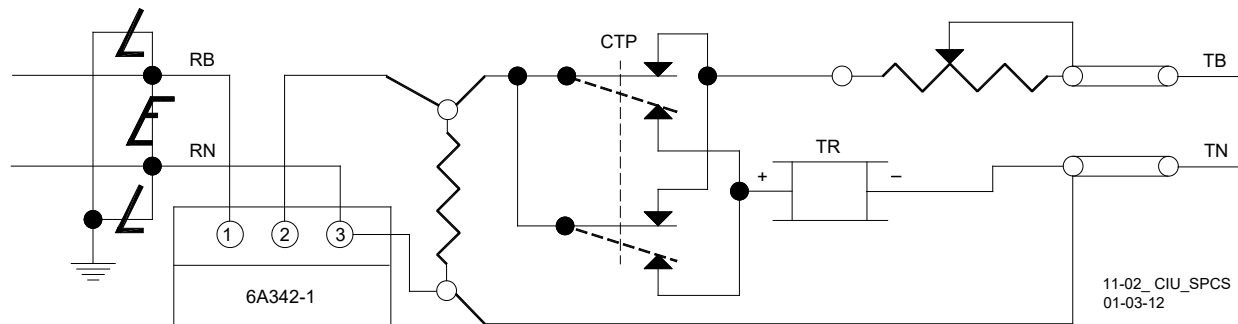 CTP
RB
TB
RN
TR
TN
+
–
1
2
3
6A342-1
11-02_ CIU_SPCS
01-03-12